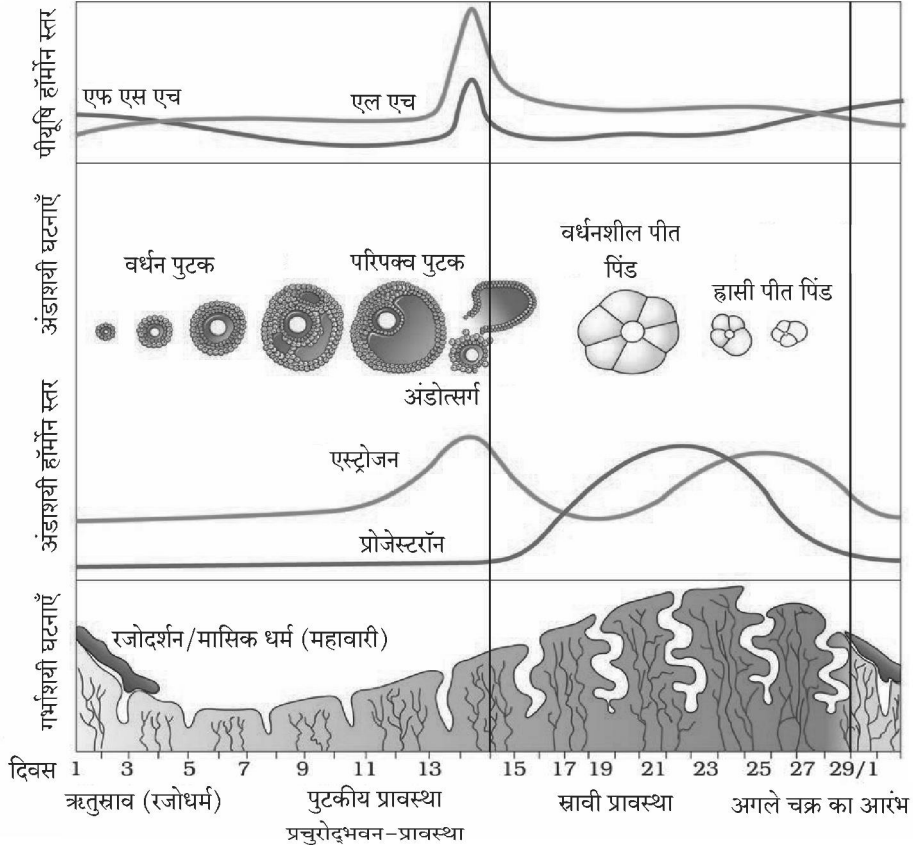 पीयूषि हॉर्मोन स्तर
एफ एस एच
एल एच
अंडाशयी घटनाएँ
वर्धन पुटक
परिपक्व पुटक
वर्धनशील पीत
पिंड
ह्रासी पीत पिंड
अंडोत्सर्ग
अंडाशयी हॉर्मोन स्तर
एस्ट्रोजन
प्रोजेस्टरॉन
गर्भाशयी घटनाएँ
रजोदर्शन/मासिक धर्म (महावारी)
दिवस 1 3 5 7 9 11 13 15 17 19 21 23 25 27 29/1
ऋतुस्राव (रजोधर्म) पुटकीय प्रावस्था स्रावी प्रावस्था अगले चक्र का आरंभ
प्रचुरोद्भवन-प्रावस्था